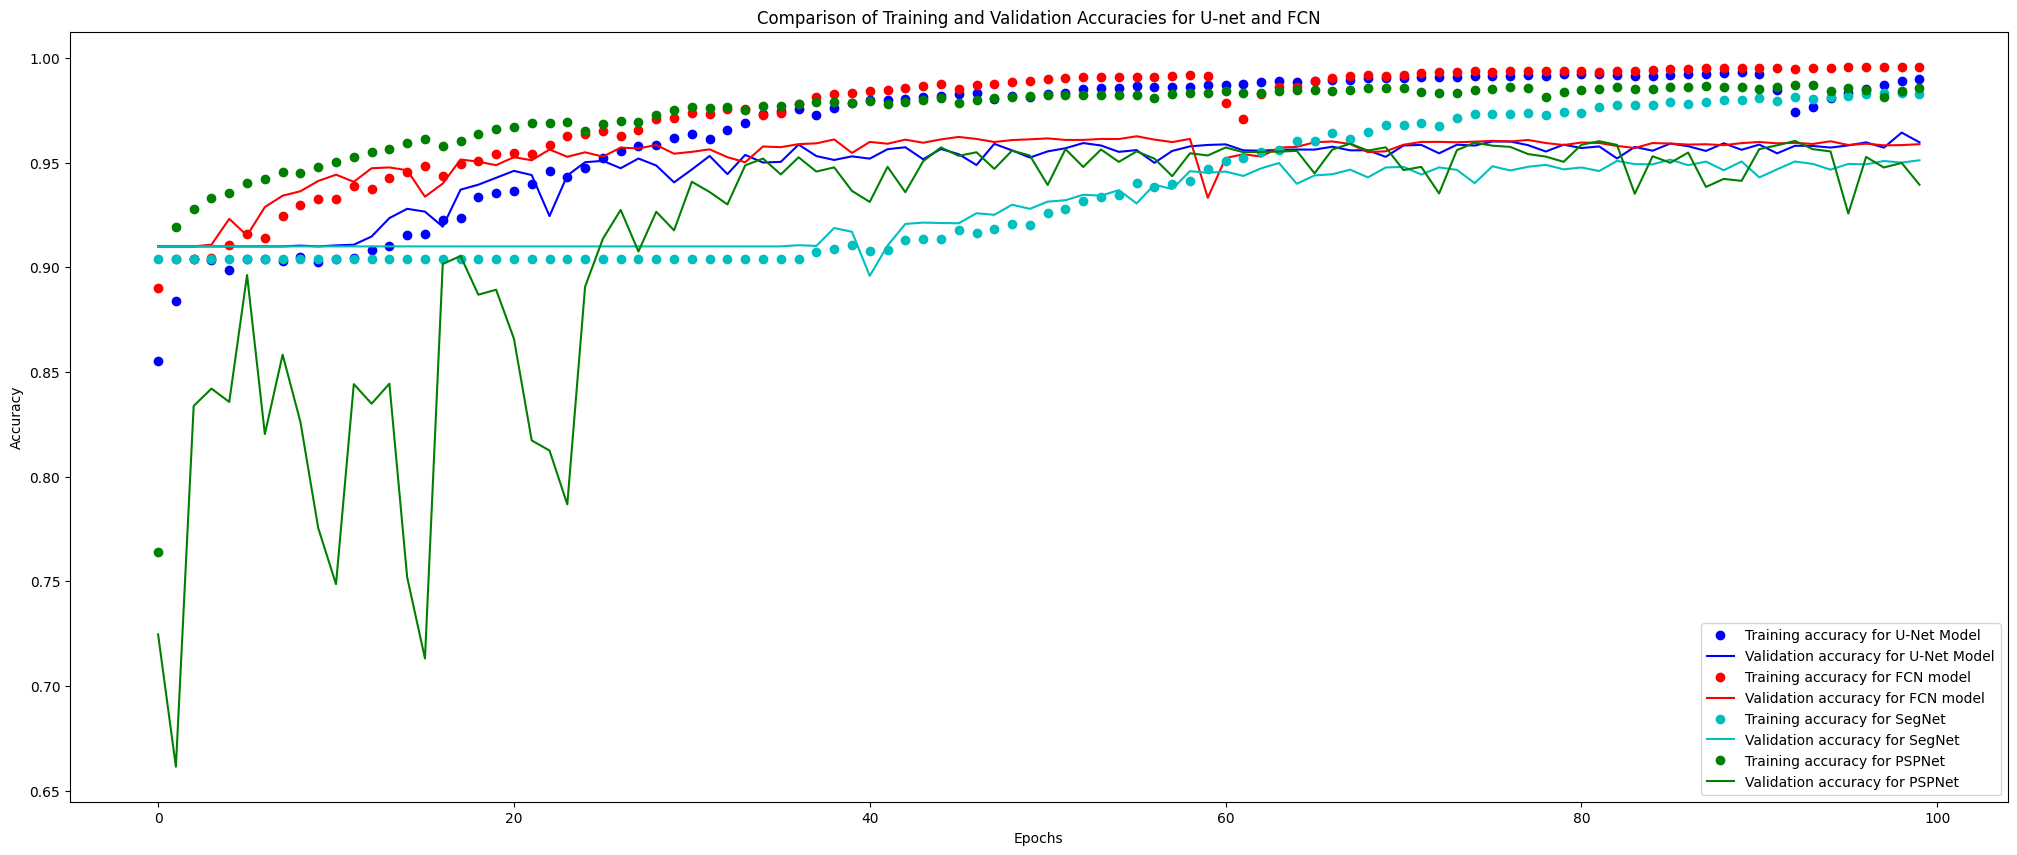 Comparison of Training and Validation Accuracies for U-net and FCN
1.00
0.95
0.90
0.85
0.80
0.75
0.70
0.65
Accuracy
0 20 40 60 80 100
Epochs
Training accuracy for U-Net Model
Validation accuracy for U-Net Model
Training accuracy for FCN model
Validation accuracy for FCN model
Training accuracy for SegNet
Validation accuracy for SegNet
Training accuracy for PSPNet
Validation accuracy for PSPNet